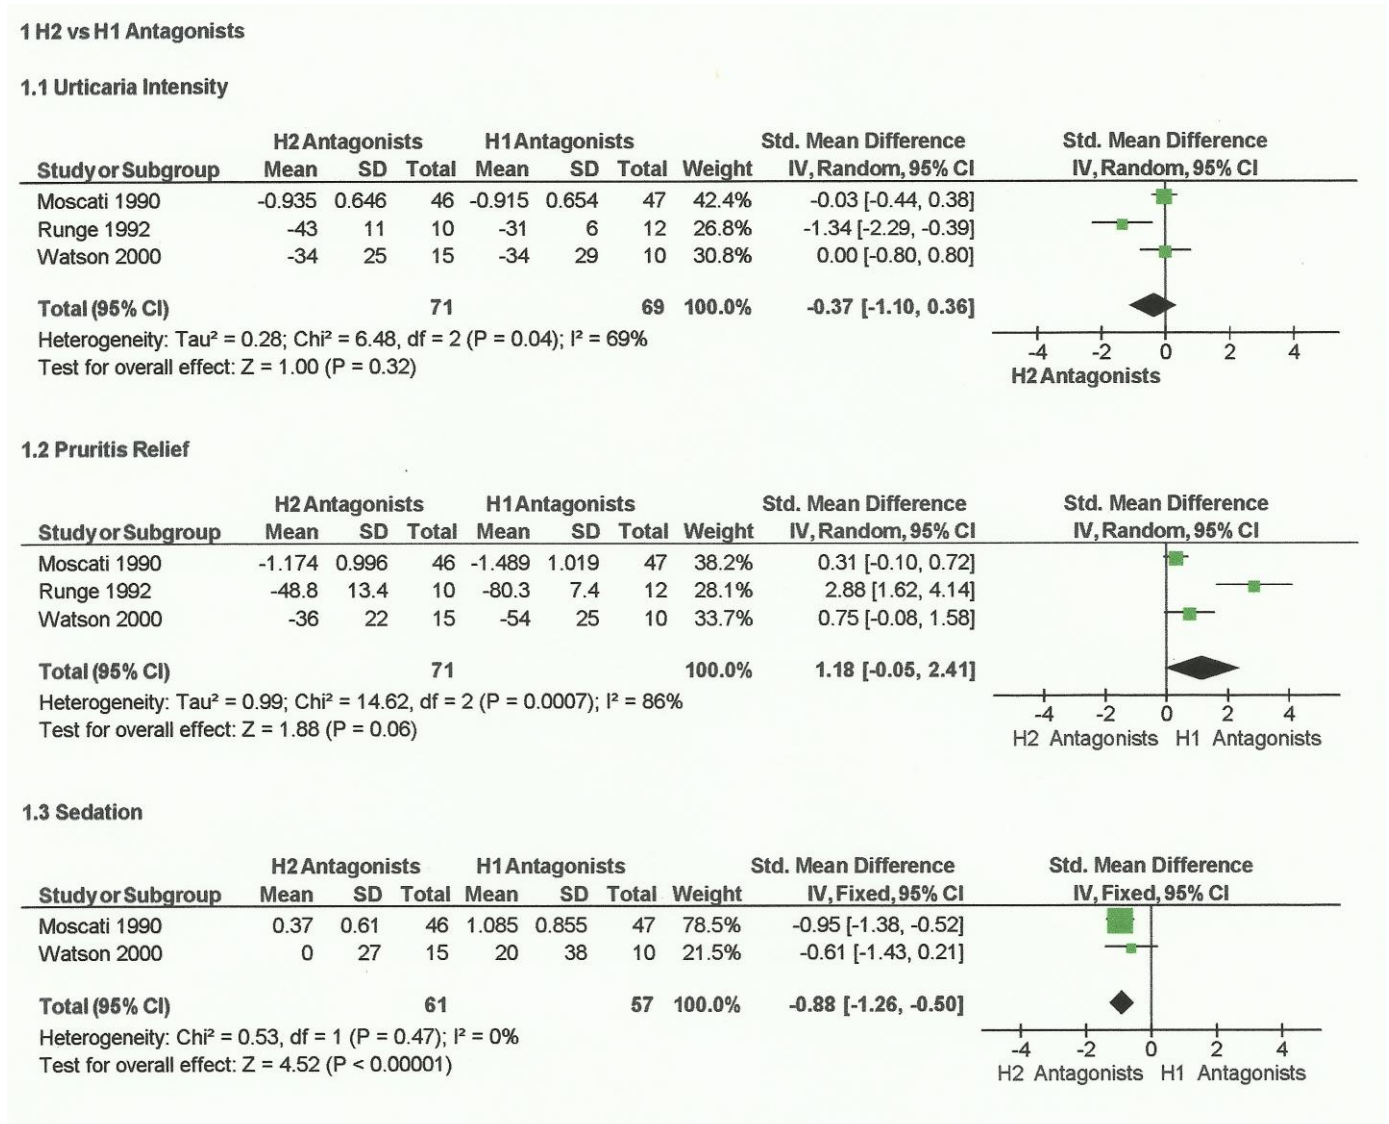 1 H2 vs H1 Antagonists
1.1 Urticaria Intensity
H2 Antagonists H1 Antagonists Std. Mean Difference Std. Mean Difference
Study or Subgroup Mean SD Total Mean SD Total Weight IV, Random, 95% CI IV, Random, 95% CI
Moscati 1990 -0.935 0.646 46 -0.915 0.654 47 42.4% -0.03 [-0.44, 0.38]
Runge 1992 -43 11 10 -31 6 12 26.8% -1.34 [-2.29, -0.39]
Watson 2000 -34 25 15 -34 29 10 30.8% 0.00 [-0.80, 0.80]
Total (95% CI) 71 69 100.0% -0.37 [-1.10, 0.36]
Heterogeneity: Tau² = 0.28; Chi² = 6.48, df = 2 (P = 0.04); I² = 69%
Test for overall effect: Z = 1.00 (P = 0.32)
-4 -2 0 2 4
H2 Antagonists
1.2 Pruritis Relief
H2 Antagonists H1 Antagonists Std. Mean Difference Std. Mean Difference
Study or Subgroup Mean SD Total Mean SD Total Weight IV, Random, 95% CI IV, Random, 95% CI
Moscati 1990 -1.174 0.996 46 -1.489 1.019 47 38.2% 0.31 [-0.10, 0.72]
Runge 1992 -48.8 13.4 10 -80.3 7.4 12 28.1% 2.88 [1.62, 4.14]
Watson 2000 -36 22 15 -54 25 10 33.7% 0.75 [-0.08, 1.58]
Total (95% CI) 71 100.0% 1.18 [-0.05, 2.41]
Heterogeneity: Tau² = 0.99; Chi² = 14.62, df = 2 (P = 0.0007); I² = 86%
Test for overall effect: Z = 1.88 (P = 0.06)
-4 -2 0 2 4
H2 Antagonists H1 Antagonists
1.3 Sedation
H2 Antagonists H1 Antagonists Std. Mean Difference Std. Mean Difference
Study or Subgroup Mean SD Total Mean SD Total Weight IV, Fixed, 95% CI IV, Fixed, 95% CI
Moscati 1990 0.37 0.61 46 1.085 0.855 47 78.5% -0.95 [-1.38, -0.52]
Watson 2000 0 27 15 20 38 10 21.5% -0.61 [-1.43, 0.21]
Total (95% CI) 61 57 100.0% -0.88 [-1.26, -0.50]
Heterogeneity: Chi² = 0.53, df = 1 (P = 0.47); I² = 0%
Test for overall effect: Z = 4.52 (P < 0.00001)
-4 -2 0 2 4
H2 Antagonists H1 Antagonists